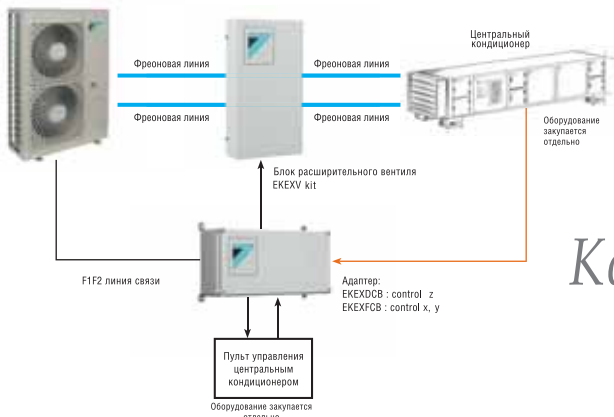 Центральный
кондиционер
Фреоновая линия
Фреоновая линия
Фреоновая линия
Фреоновая линия
Оборудование
закупается
отдельно
Блок расширительного вентиля
EKEXV kit
F1F2 линия связи
Адаптер:
EKEXDCB : control z
EKEXFCB : control x, y
Пульт управления
центральным
кондиционером
Оборудование закупается
отдельно